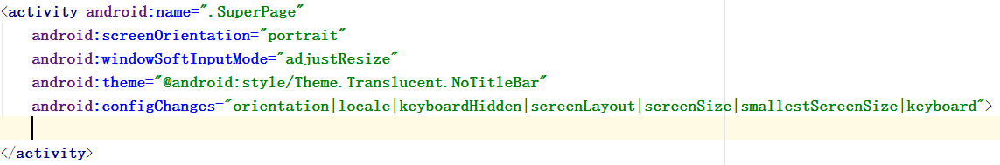 <activity android:name=".SuperPage"
android:screenOrientation="portrait"
android:windowSoftInputMode="adjustResize"
android:theme="@android:style/Theme.Translucent.NoTitleBar"
android:configChanges="orientation|locale|keyboardHidden|screenLayout|screenSize|smallestScreenSize|keyboard">
</activity>